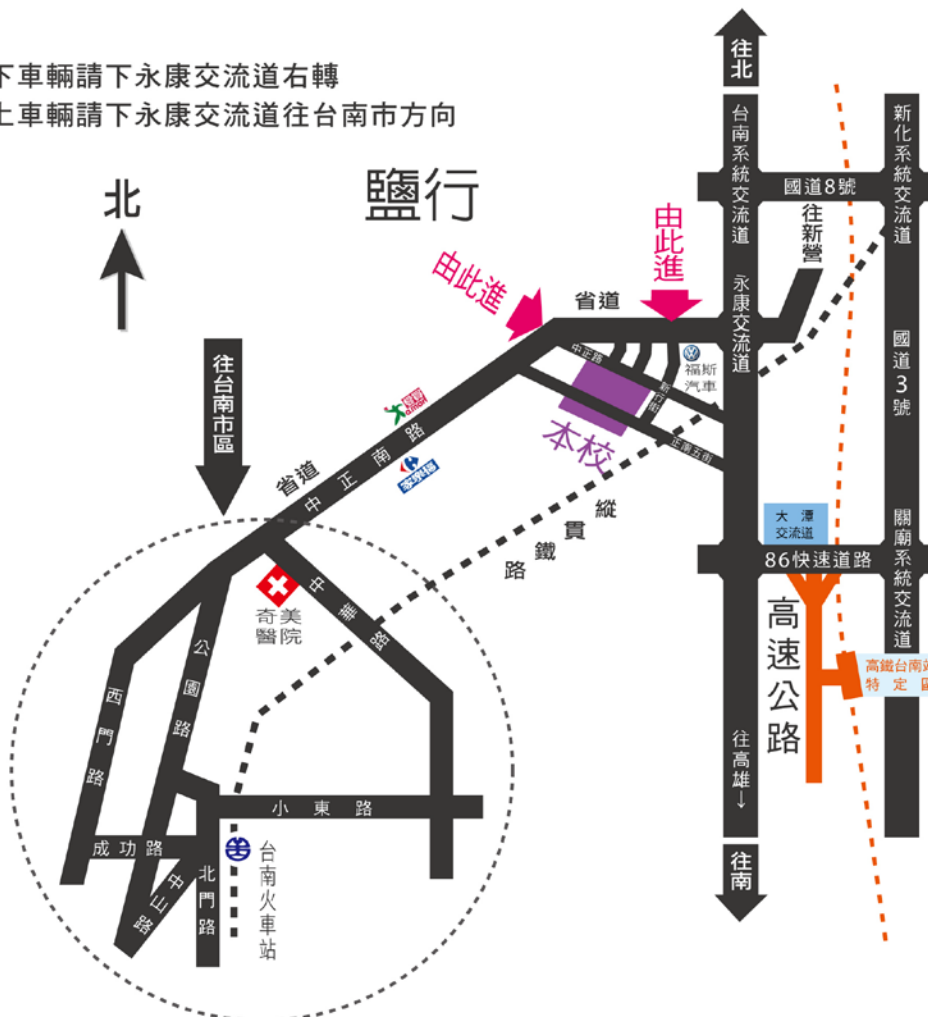 下車輛請下永康交流道右轉
上車輛請下永康交流道往台南市方向
北
鹽行
往北
台南系統交流道
新化系統交流道
國道8號
往新營
由此進
由此進
省道
永康交流道
國道3號
中正路
福斯
汽車
新行街
往台南市區
愛買
a.mart
本校
正南五街
家樂福
省道
中正南路
縱貫鐵路
大潭
交流道
關廟系統交流道
86快速道路
高速公路
高鐵台南站
特定區
奇美
醫院
中華路
公園路
西門路
往高雄↓
小東路
成功路
台南火車站
北門路
中山路
往南